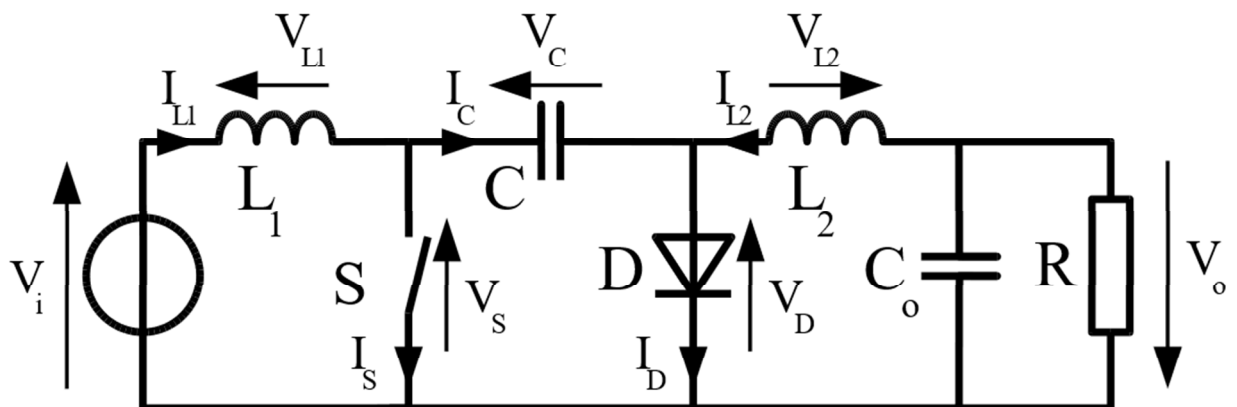 V_L1
V_C
V_L2
I_L1
I_C
I_L2
L_1
C
L_2
V_i
S
V_S
D
V_D
C_o
R
V_o
I_S
I_D